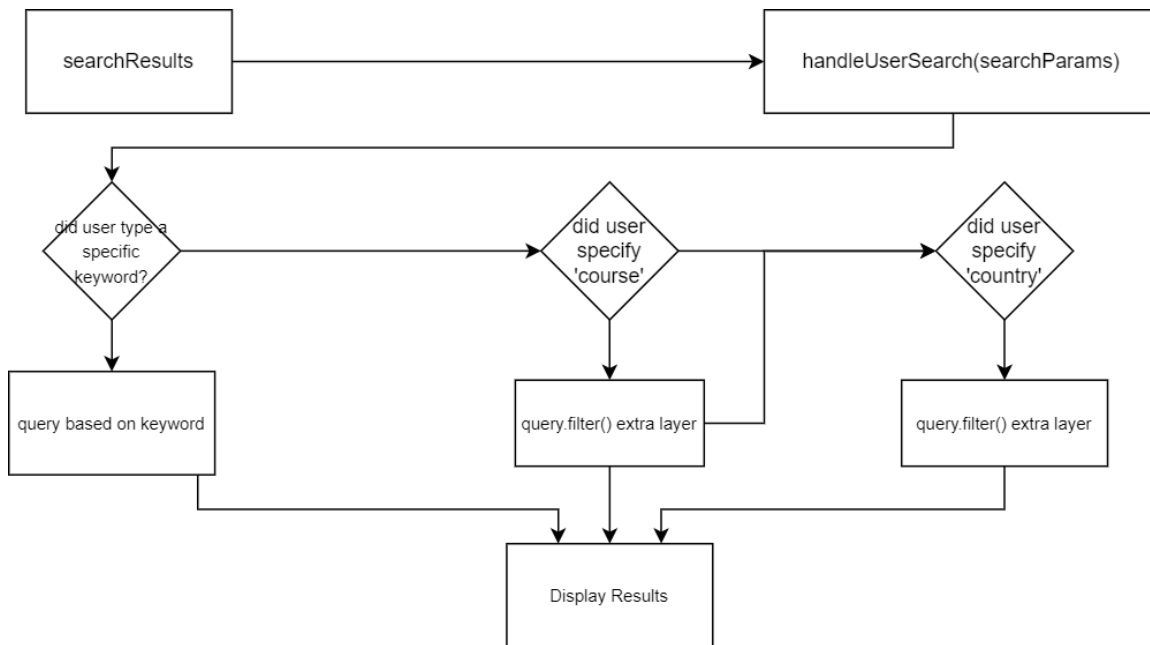 searchResults
handleUserSearch(searchParams)
did user type a
specific
keyword?
did user
specify
'course'
did user
specify
'country'
query based on keyword
query.filter() extra layer
query.filter() extra layer
Display Results